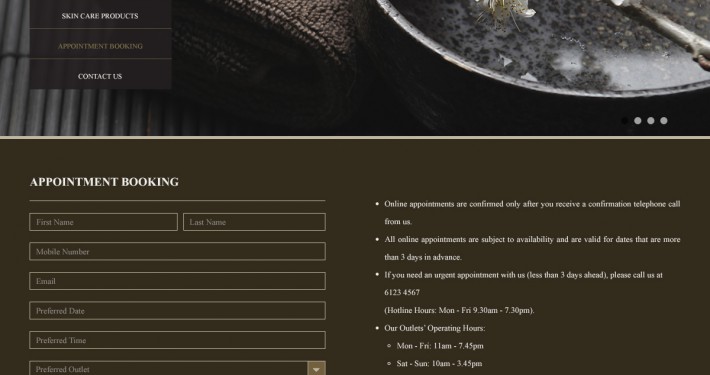 SKIN CARE PRODUCTS
APPOINTMENT BOOKING
CONTACT US
APPOINTMENT BOOKING
First Name
Last Name
Mobile Number
Email
Preferred Date
Preferred Time
Preferred Outlet
Online appointments are confirmed only after you receive a confirmation telephone call
from us.
All online appointments are subject to availability and are valid for dates that are more
than 3 days in advance.
If you need an urgent appointment with us (less than 3 days ahead), please call us at
6123 4567
(Hotline Hours: Mon - Fri 9.30am - 7.30pm).
Our Outlets' Operating Hours:
Mon - Fri: 11am - 7.45pm
Sat - Sun: 10am - 3.45pm